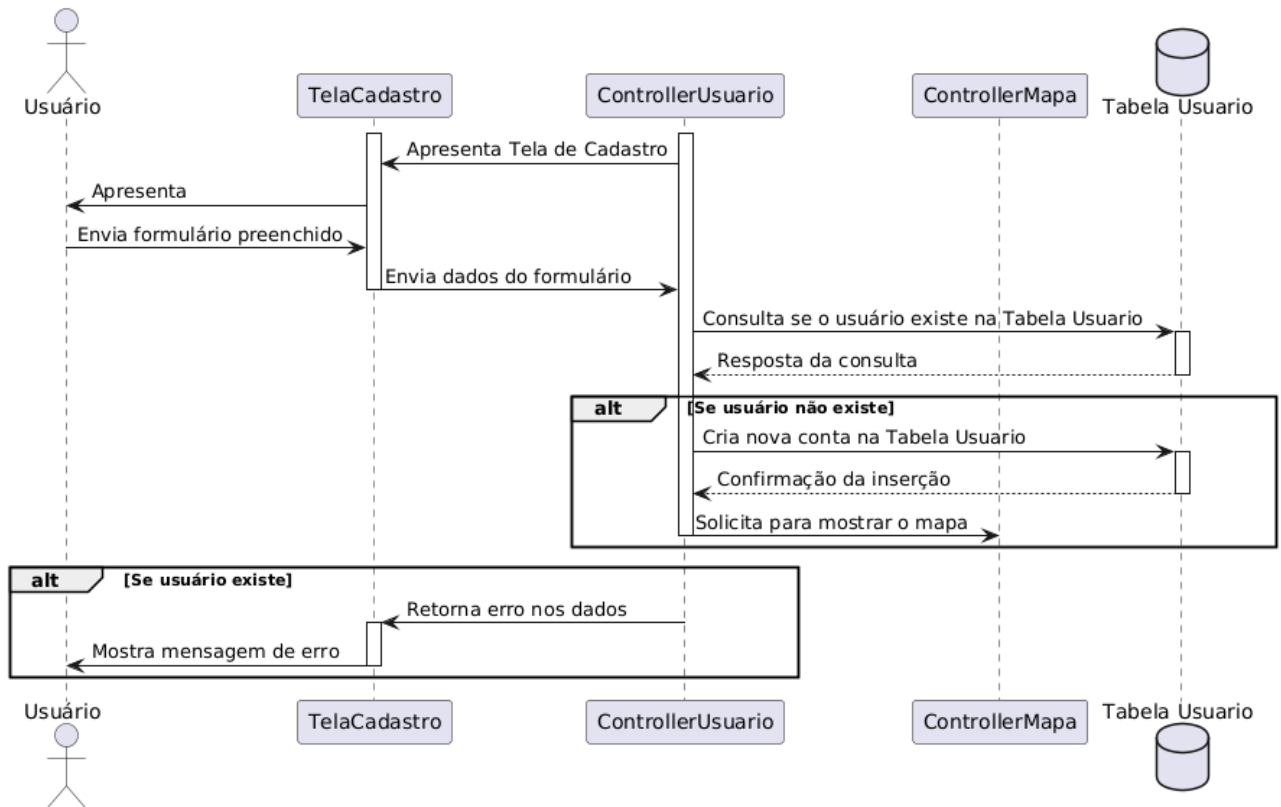 Usuário
TelaCadastro
ControllerUsuario
ControllerMapa
Tabela Usuario
Apresenta Tela de Cadastro
Apresenta
Envia formulário preenchido
Envia dados do formulário
Consulta se o usuário existe na Tabela Usuario
Resposta da consulta
alt [Se usuário não existe]
Cria nova conta na Tabela Usuario
Confirmação da inserção
Solicita para mostrar o mapa
alt [Se usuário existe]
Retorna erro nos dados
Mostra mensagem de erro
Usuário
TelaCadastro
ControllerUsuario
ControllerMapa
Tabela Usuario